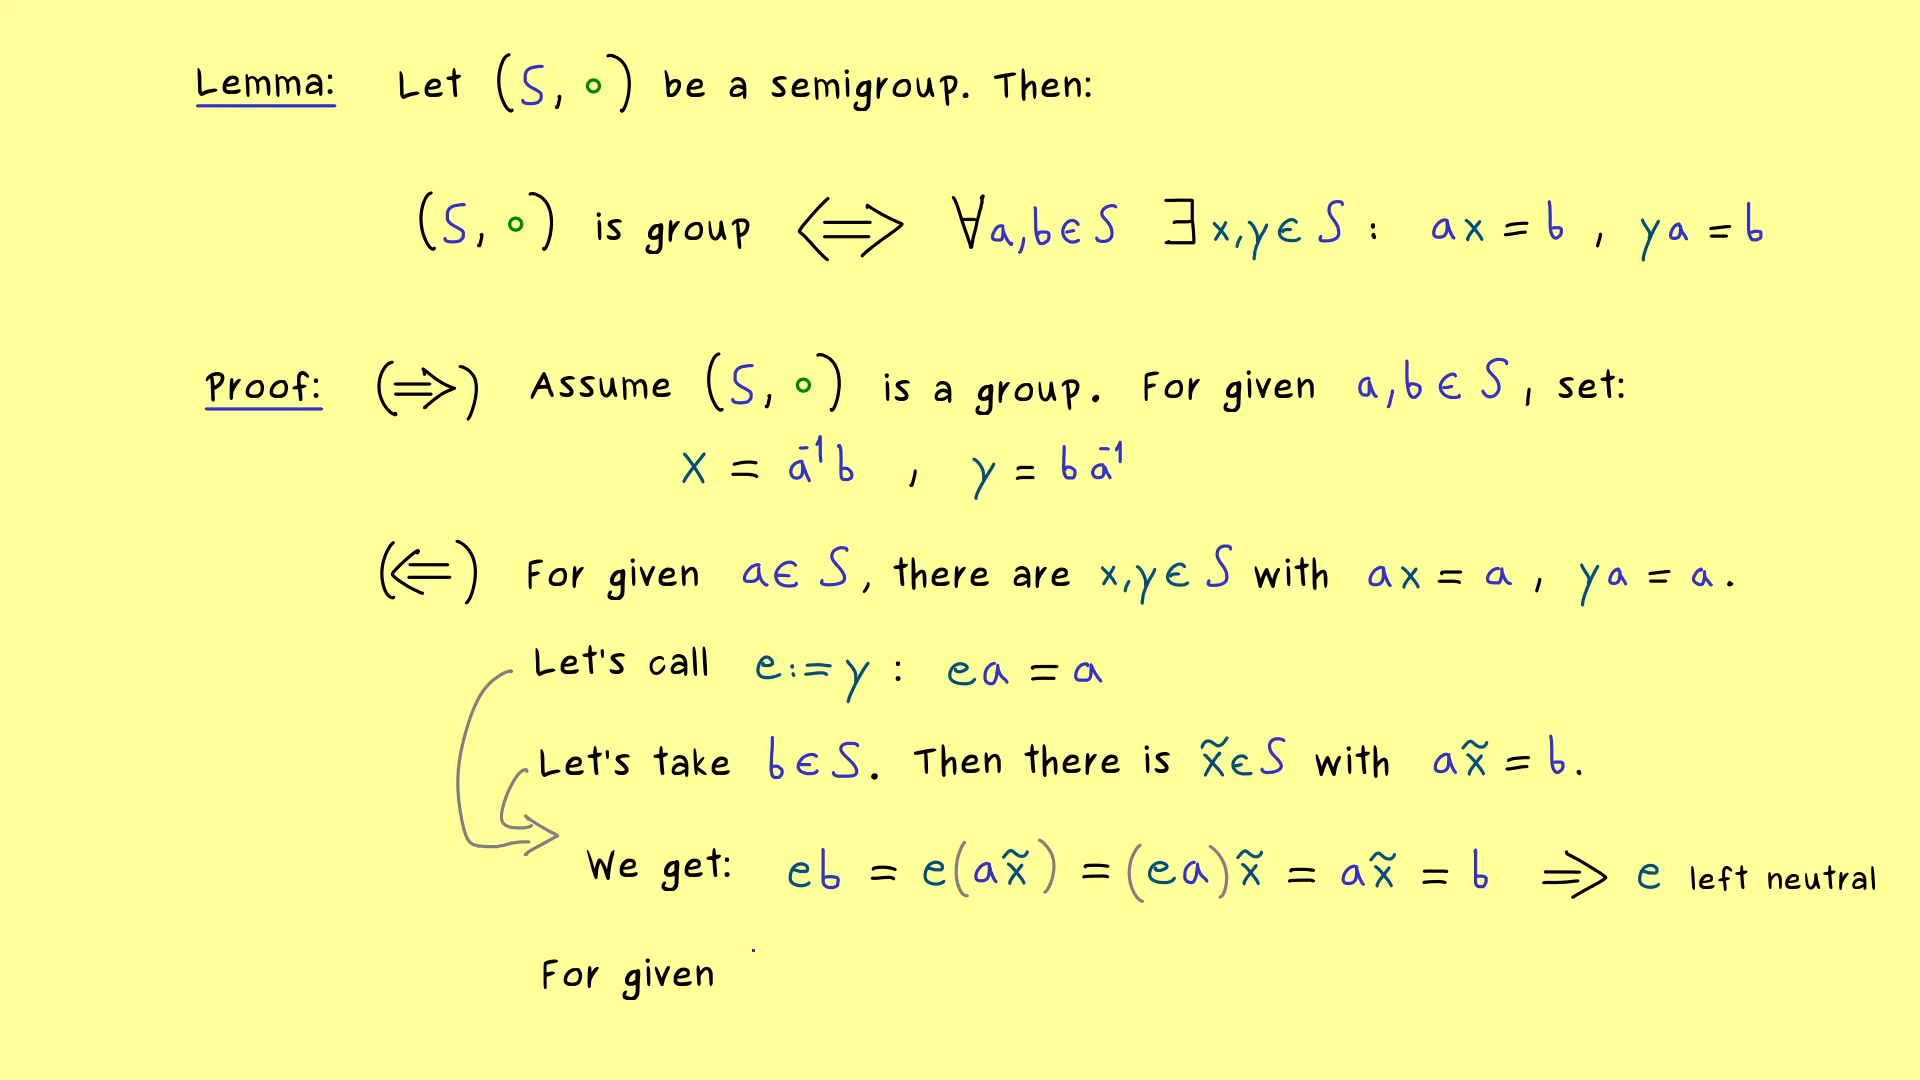 Lemma: Let (S, ∘) be a semigroup. Then:
(S, ∘) is group ⟺ ∀a,b∈S ∃x,y∈S : ax = b , ya = b
Proof: (⇒) Assume (S, ∘) is a group. For given a,b ∈ S, set:
x = a⁻¹b , y = ba⁻¹
(⇐) For given a∈S, there are x,y∈S with ax = a , ya = a.
Let's call e:=y : ea = a
Let's take b∈S. Then there is x̃∈S with ax̃ = b.
We get: eb = e(ax̃) = (ea)x̃ = ax̃ = b ⟹ e left neutral
For given